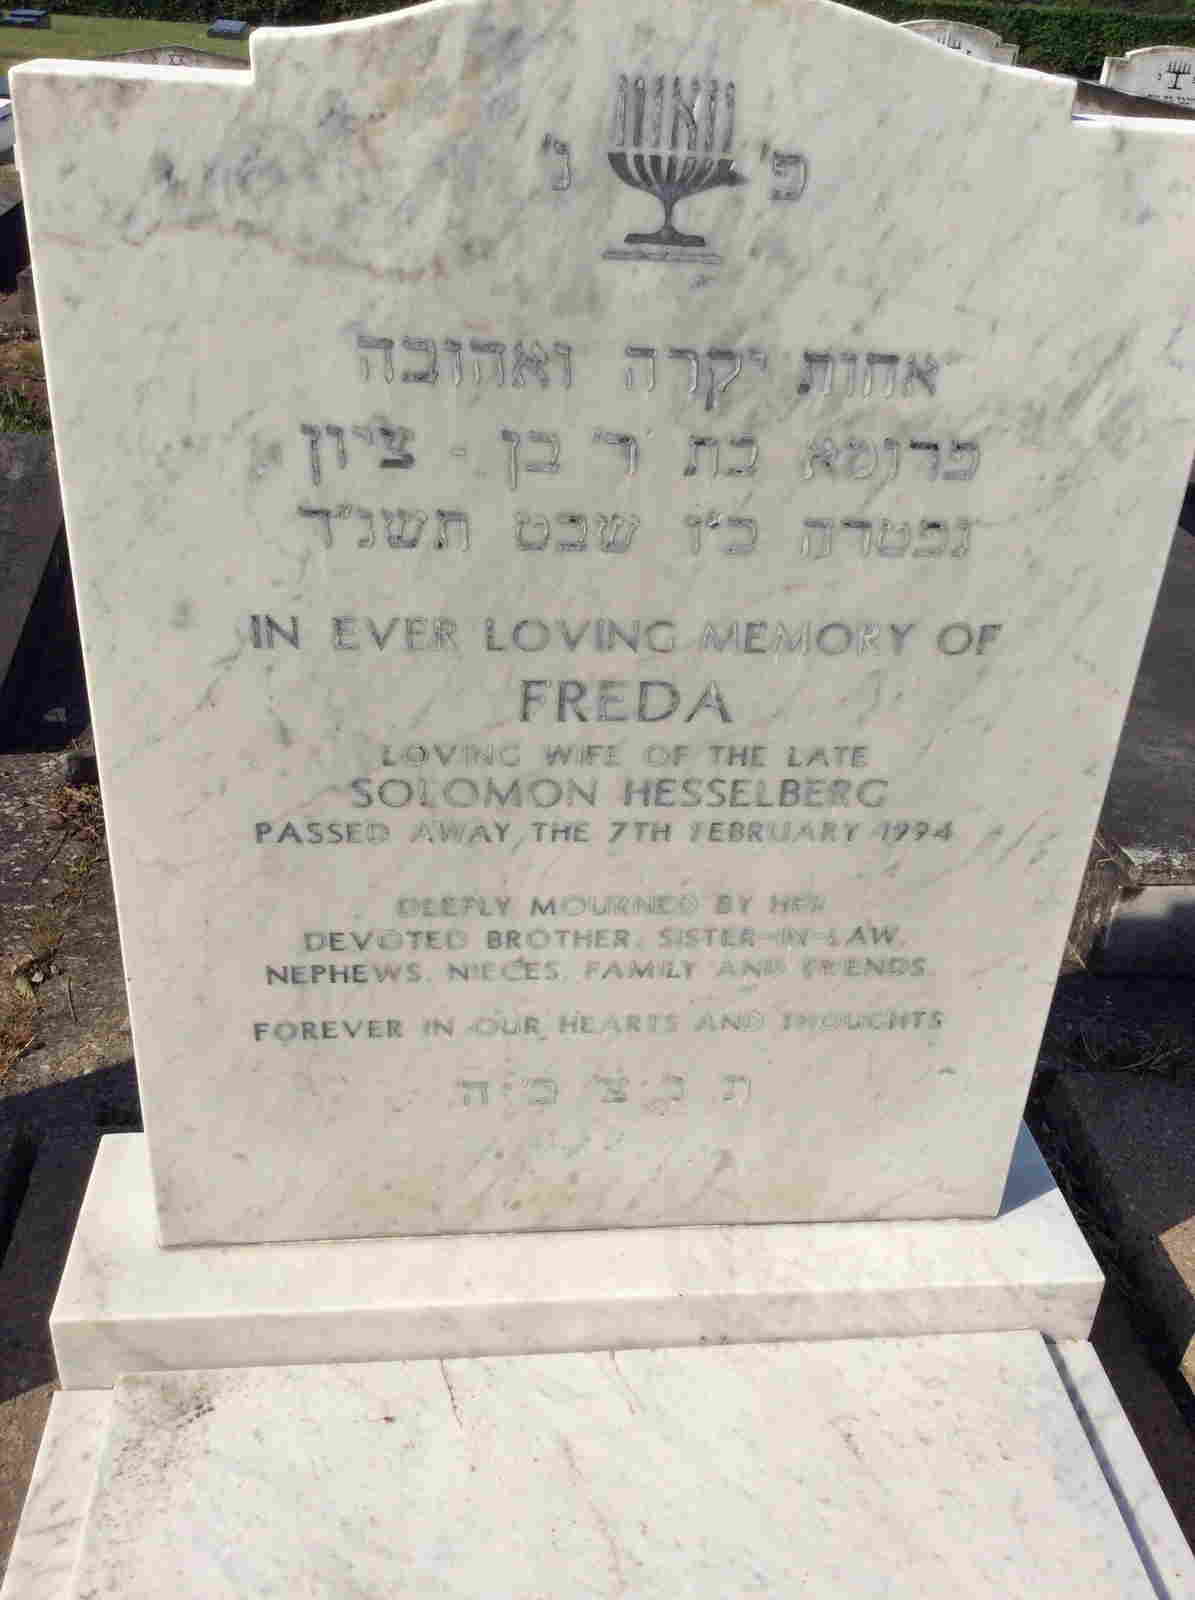 פ' נ'
אחות יקרה ואהובה
פרומא בת ר' בן - ציון
נפטרה כ"ו שבט תשנ"ד
IN EVER LOVING MEMORY OF
FREDA
LOVING WIFE OF THE LATE
SOLOMON HESSELBERG
PASSED AWAY THE 7TH FEBRUARY 1994
DEEPLY MOURNED BY HER
DEVOTED BROTHER, SISTER-IN-LAW,
NEPHEWS, NIECES, FAMILY AND FRIENDS.
FOREVER IN OUR HEARTS AND THOUGHTS
ת נ צ ב ה